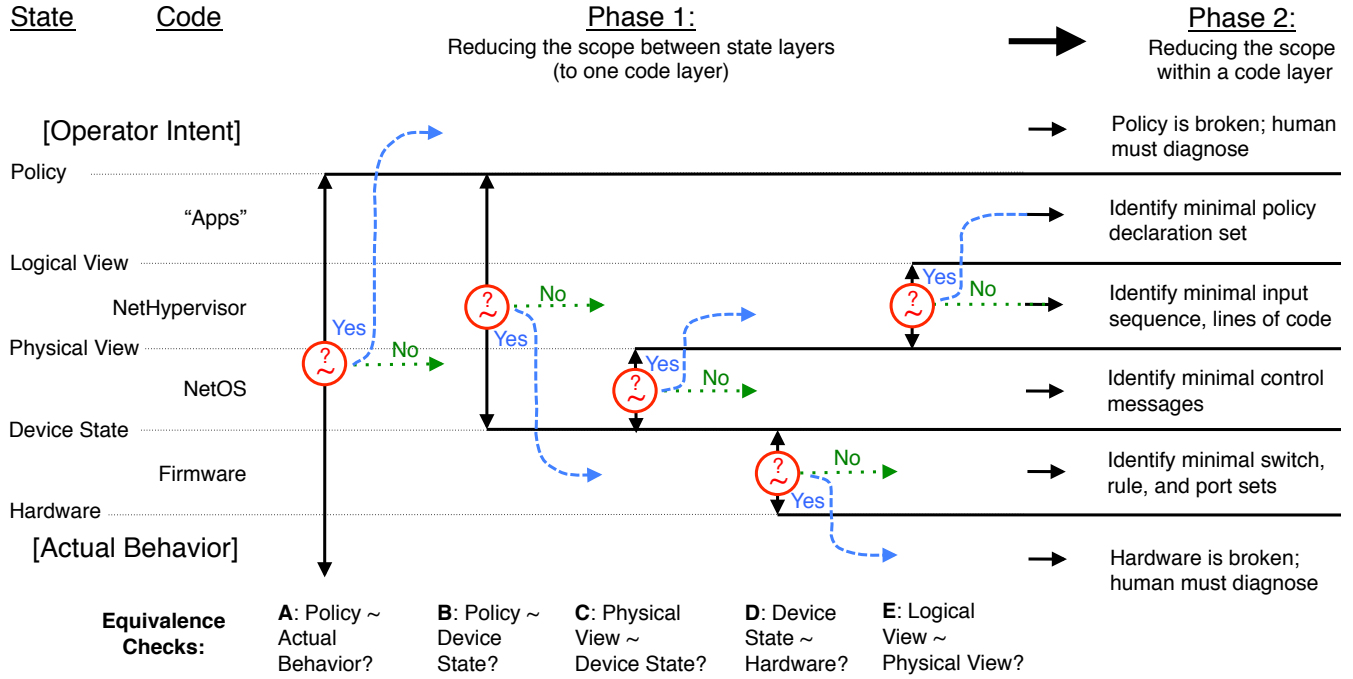 State
Code
Phase 1:
Reducing the scope between state layers
(to one code layer)
Phase 2:
Reducing the scope
within a code layer
[Operator Intent]
Policy is broken; human
must diagnose
Policy
“Apps”
Identify minimal policy
declaration set
Logical View
Yes
No
No
NetHypervisor
Identify minimal input
sequence, lines of code
? ~
? ~
Yes
Yes
Physical View
No
Yes
? ~
No
? ~
NetOS
Identify minimal control
messages
Device State
No
Firmware
? ~
Identify minimal switch,
rule, and port sets
Yes
Hardware
[Actual Behavior]
Hardware is broken;
human must diagnose
Equivalence
Checks:
A: Policy ~
Actual
Behavior?
B: Policy ~
Device
State?
C: Physical
View ~
Device State?
D: Device
State ~
Hardware?
E: Logical
View ~
Physical View?